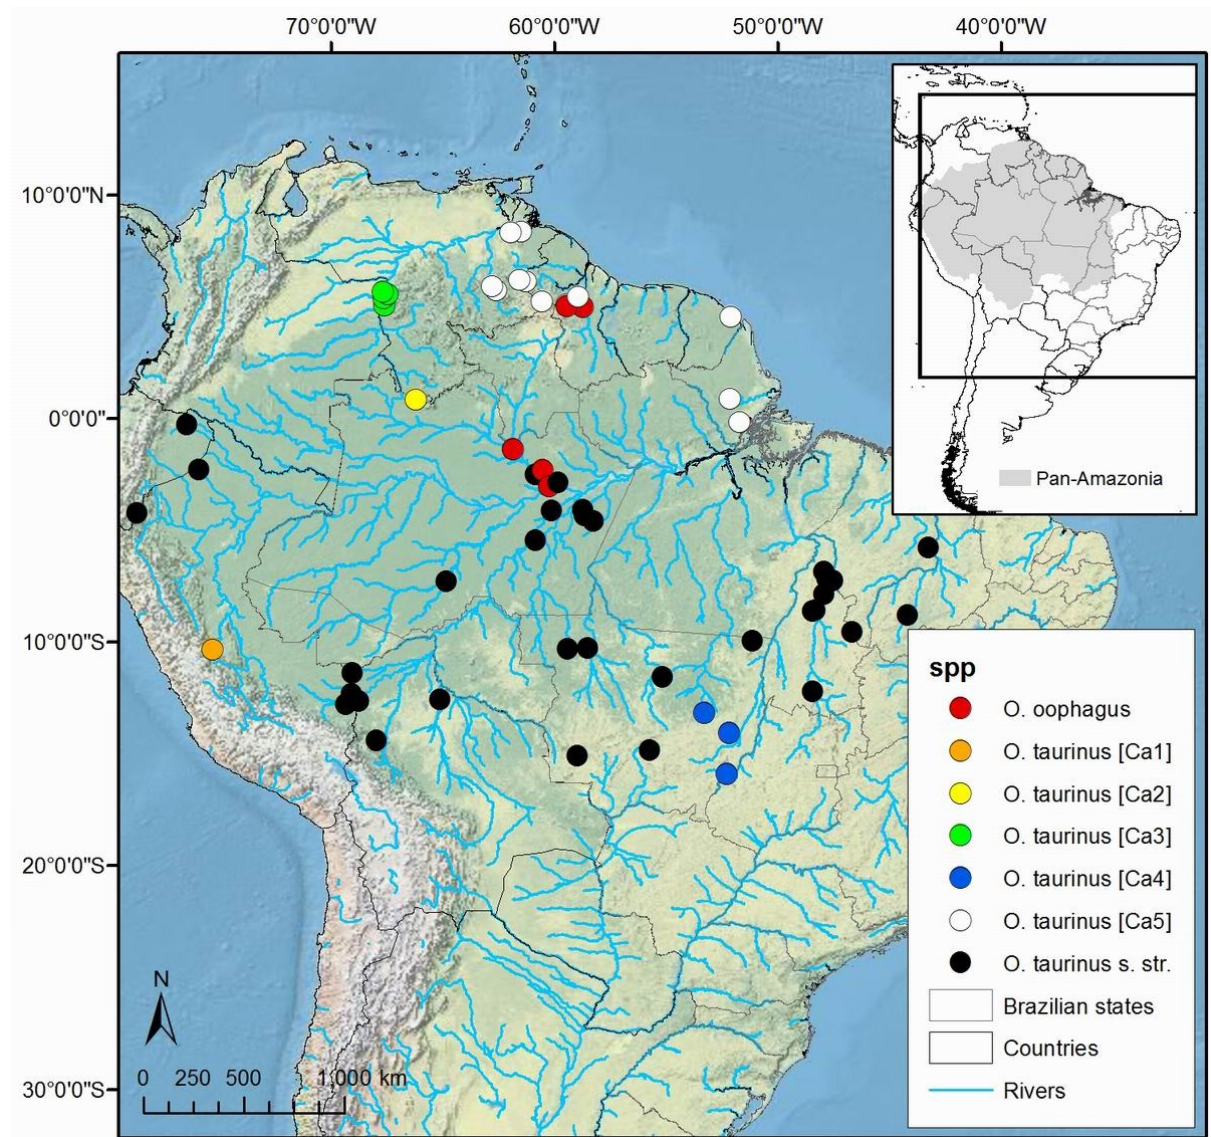 70°0'0"W 60°0'0"W 50°0'0"W 40°0'0"W
10°0'0"N
0°0'0"
10°0'0"S
20°0'0"S
30°0'0"S
Pan-Amazonia
spp
O. oophagus
O. taurinus [Ca1]
O. taurinus [Ca2]
O. taurinus [Ca3]
O. taurinus [Ca4]
O. taurinus [Ca5]
O. taurinus s. str.
Brazilian states
Countries
Rivers
N
0 250 500 1,000 km